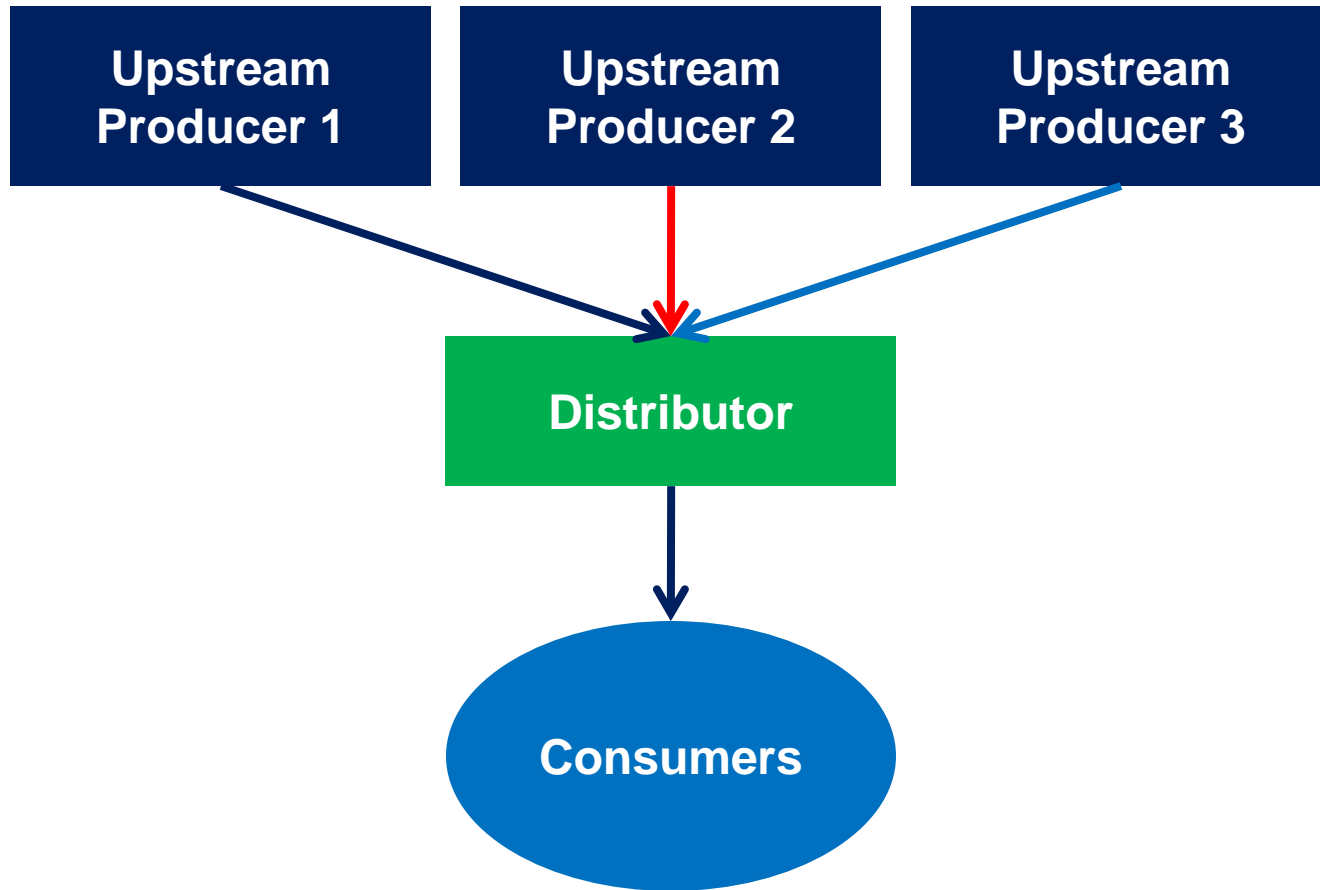 Upstream
Producer 1
Upstream
Producer 2
Upstream
Producer 3
Distributor
Consumers